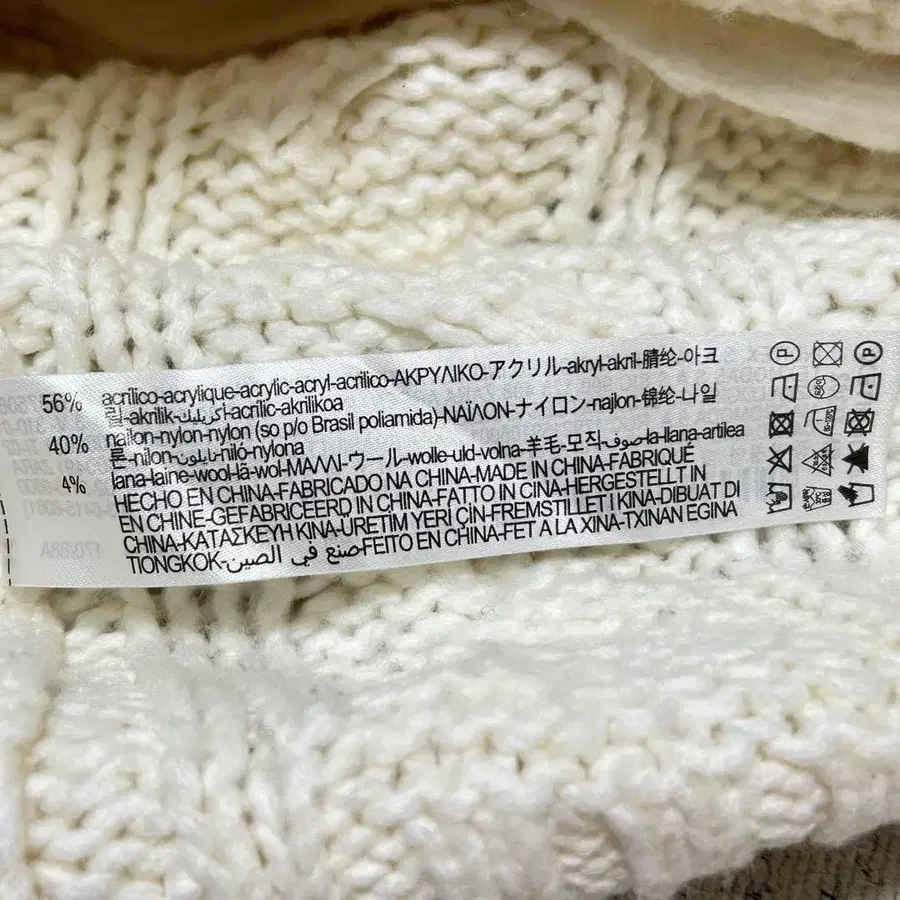 56% acrílico-acrylique-acrylic-acryl-acrilico-ΑΚΡΥΛΙΚΟ-アクリル-akryl-akril-腈纶-아크
릴-akrilik-أكريليك-acrílic-akrilikoa
40% nailon-nylon-nylon (so p/o Brasil poliamida)-ΝΑΪΛΟΝ-ナイロン-najlon-锦纶-나일
론-nilon-نايلون-niló-nylona
4% lana-laine-wool-lã-wol-ΜΑΛΛΙ-ウール-wolle-uld-volna-羊毛-모직-صوف-la-llana-artilea
HECHO EN CHINA-FABRICADO NA CHINA-MADE IN CHINA-FABRIQUÉ
EN CHINE-GEFABRICEERD IN CHINA-FATTO IN CINA-HERGESTELLT IN
CHINA-ΚΑΤΑΣΚΕΥΗ ΚΙΝΑ-ÜRETİM YERİ ÇİN-FREMSTILLET I KINA-DIBUAT DI
TIONGKOK-صنع في الصين-FEITO EN CHINA-FET A LA XINA-TXINAN EGINA
P P